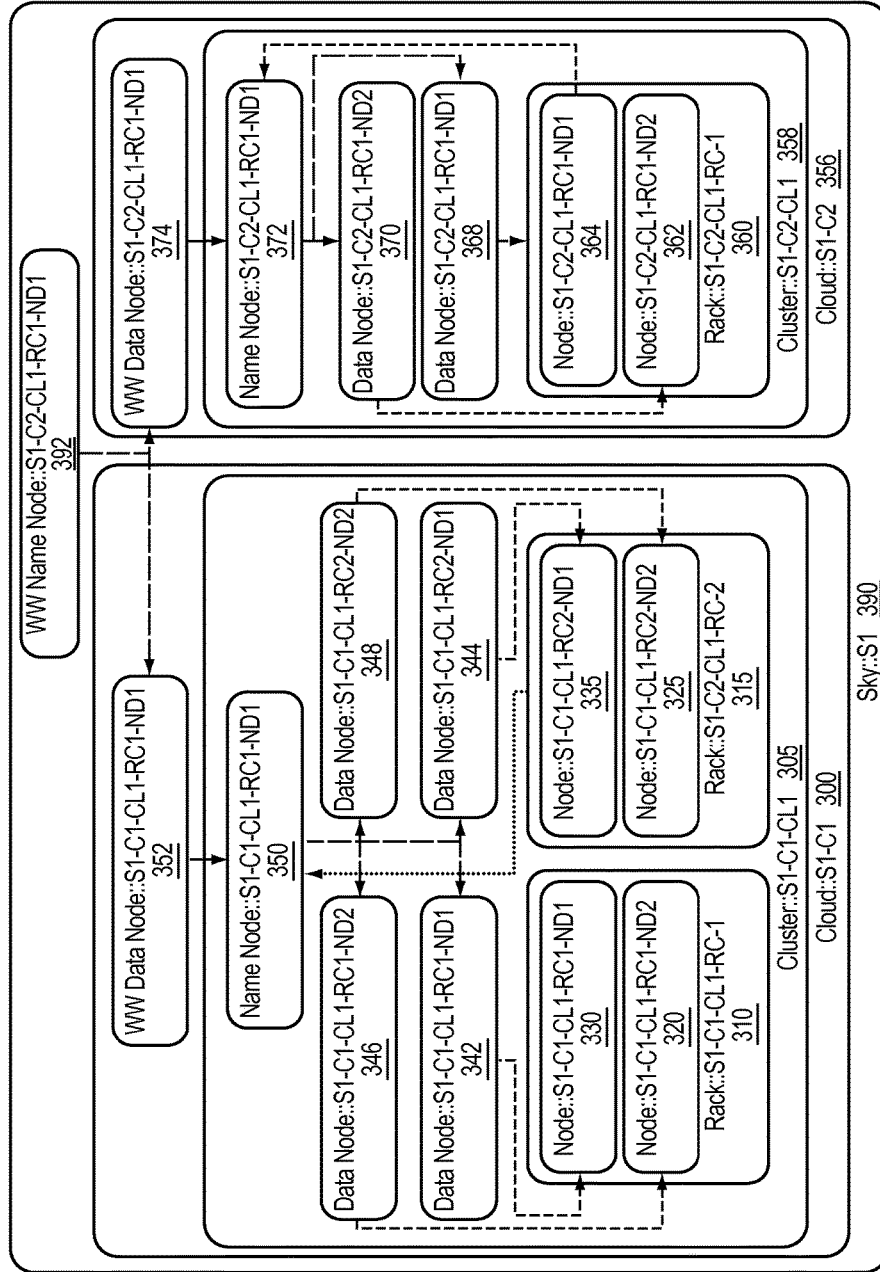 WW Name Node::S1-C2-CL1-RC1-ND1
392
WW Data Node::S1-C1-CL1-RC1-ND1
352
Name Node::S1-C1-CL1-RC1-ND1
350
Data Node::S1-C1-CL1-RC1-ND2
346
Data Node::S1-C1-CL1-RC2-ND2
348
Data Node::S1-C1-CL1-RC1-ND1
342
Data Node::S1-C1-CL1-RC2-ND1
344
Node::S1-C1-CL1-RC1-ND1
330
Node::S1-C1-CL1-RC1-ND2
320
Rack::S1-C1-CL1-RC-1
310
Node::S1-C1-CL1-RC2-ND1
335
Node::S1-C1-CL1-RC2-ND2
325
Rack::S1-C2-CL1-RC-2
315
Cluster::S1-C1-CL1 305
Cloud::S1-C1 300
WW Data Node::S1-C2-CL1-RC1-ND1
374
Name Node::S1-C2-CL1-RC1-ND1
372
Data Node::S1-C2-CL1-RC1-ND2
370
Data Node::S1-C2-CL1-RC1-ND1
368
Node::S1-C2-CL1-RC1-ND1
364
Node::S1-C2-CL1-RC1-ND2
362
Rack::S1-C2-CL1-RC-1
360
Cluster::S1-C2-CL1 358
Cloud::S1-C2 356
Sky::S1 390